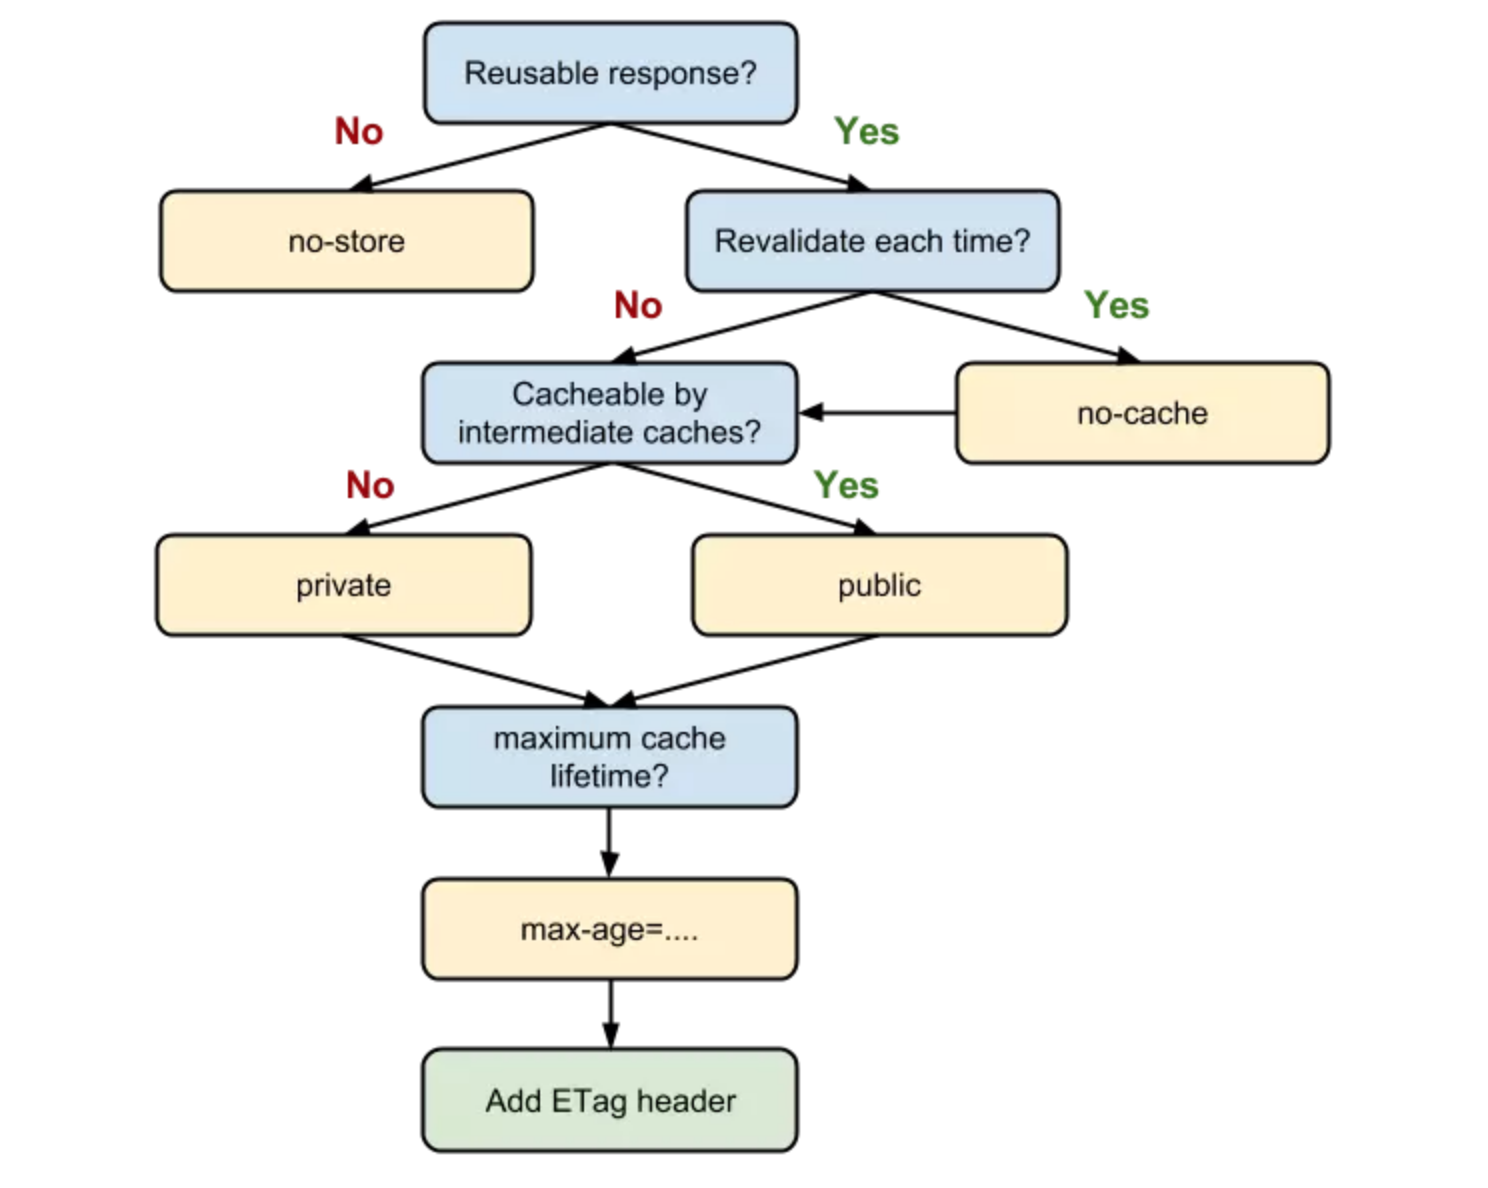 Reusable response?
No
Yes
no-store
Revalidate each time?
No
Yes
Cacheable by
intermediate caches?
no-cache
No
Yes
private
public
maximum cache
lifetime?
max-age=....
Add ETag header